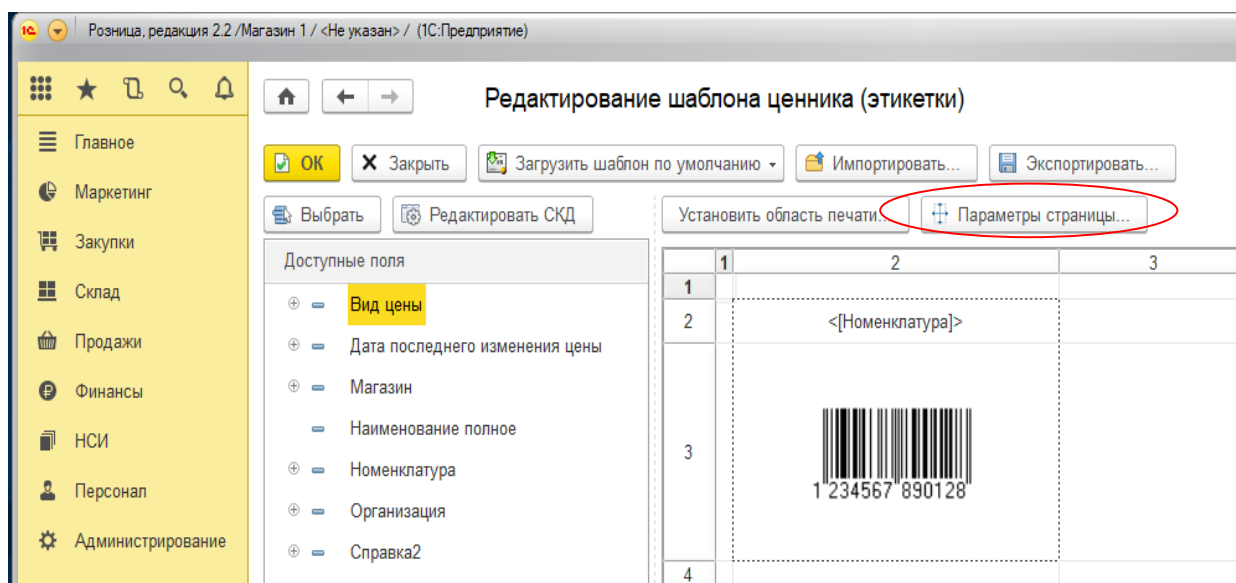 1С Розница, редакция 2.2 /Магазин 1 / <Не указан> / (1С:Предприятие)
Редактирование шаблона ценника (этикетки)
Главное
Маркетинг
Закупки
Склад
Продажи
Финансы
НСИ
Персонал
Администрирование
ОК Закрыть Загрузить шаблон по умолчанию Импортировать... Экспортировать...
Выбрать Редактировать СКД Установить область печати... Параметры страницы...
Доступные поля
Вид цены
Дата последнего изменения цены
Магазин
Наименование полное
Номенклатура
Организация
Справка2
1 2 3
1
2 <[Номенклатура]>
3
1 234567 890128
4